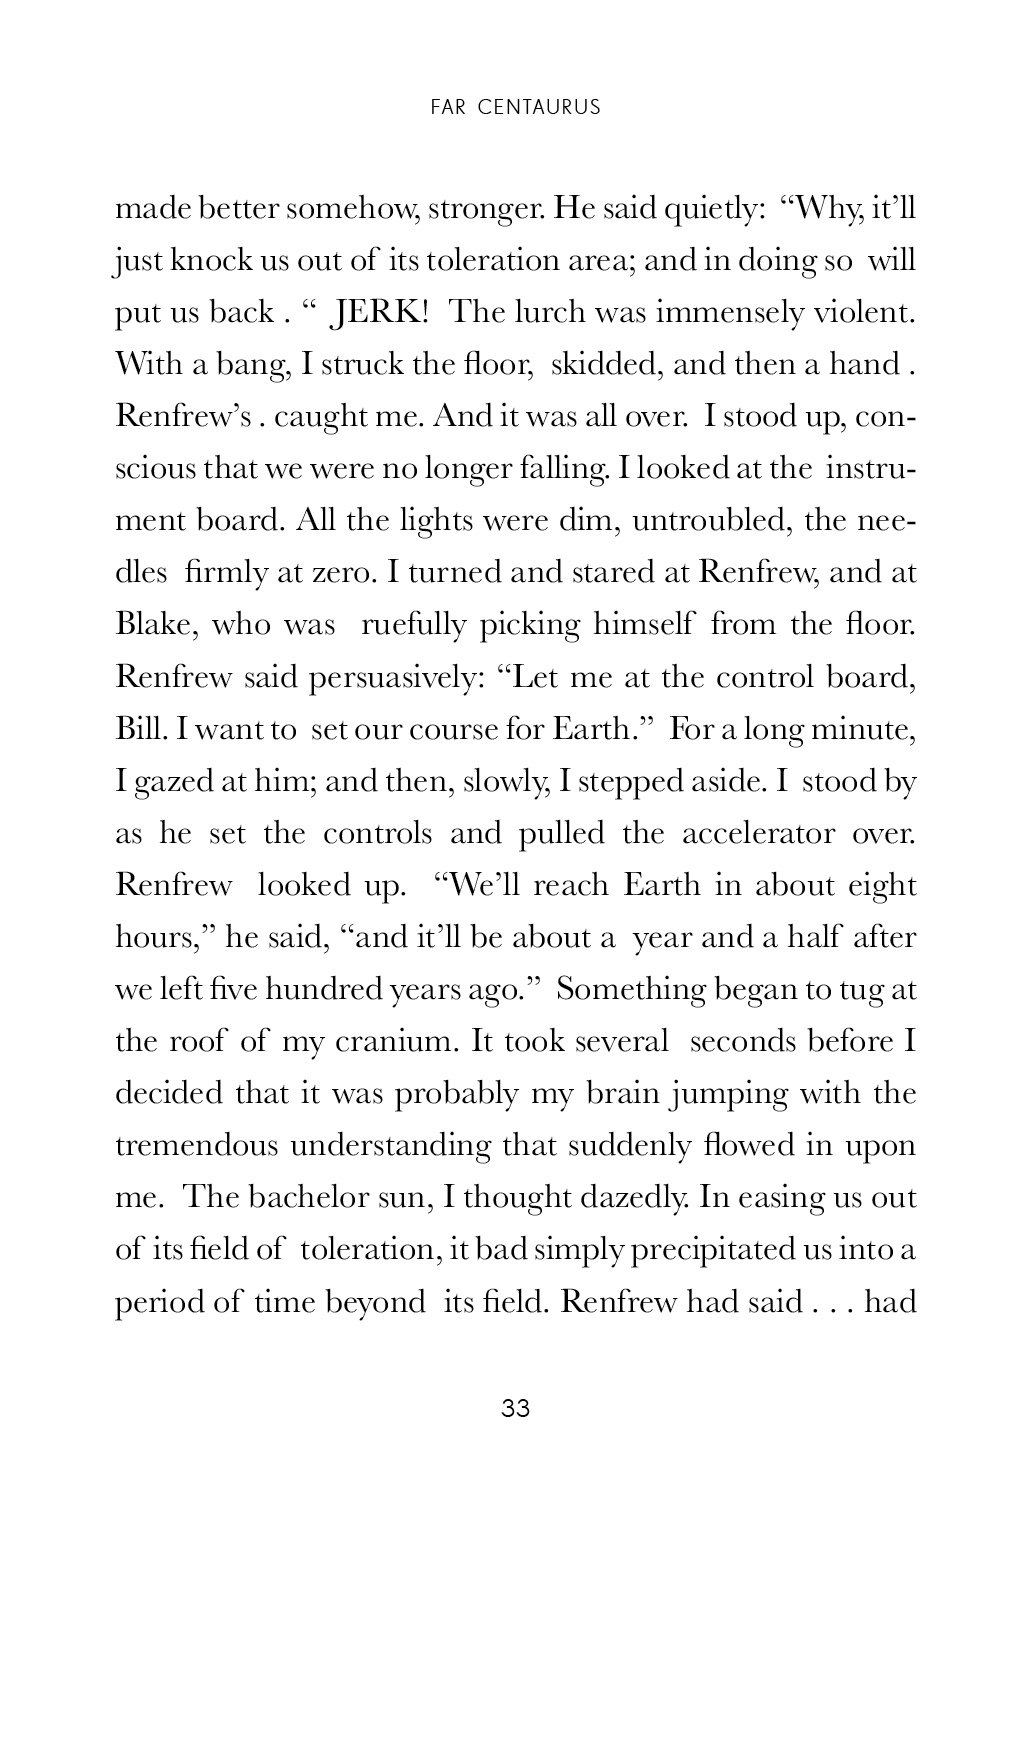 FAR CENTAURUS
made better somehow, stronger. He said quietly: “Why, it’ll
just knock us out of its toleration area; and in doing so will
put us back . “ JERK! The lurch was immensely violent.
With a bang, I struck the floor, skidded, and then a hand .
Renfrew’s . caught me. And it was all over. I stood up, con-
scious that we were no longer falling. I looked at the instru-
ment board. All the lights were dim, untroubled, the nee-
dles firmly at zero. I turned and stared at Renfrew, and at
Blake, who was ruefully picking himself from the floor.
Renfrew said persuasively: “Let me at the control board,
Bill. I want to set our course for Earth.” For a long minute,
I gazed at him; and then, slowly, I stepped aside. I stood by
as he set the controls and pulled the accelerator over.
Renfrew looked up. “We’ll reach Earth in about eight
hours,” he said, “and it’ll be about a year and a half after
we left five hundred years ago.” Something began to tug at
the roof of my cranium. It took several seconds before I
decided that it was probably my brain jumping with the
tremendous understanding that suddenly flowed in upon
me. The bachelor sun, I thought dazedly. In easing us out
of its field of toleration, it bad simply precipitated us into a
period of time beyond its field. Renfrew had said . . . had
33